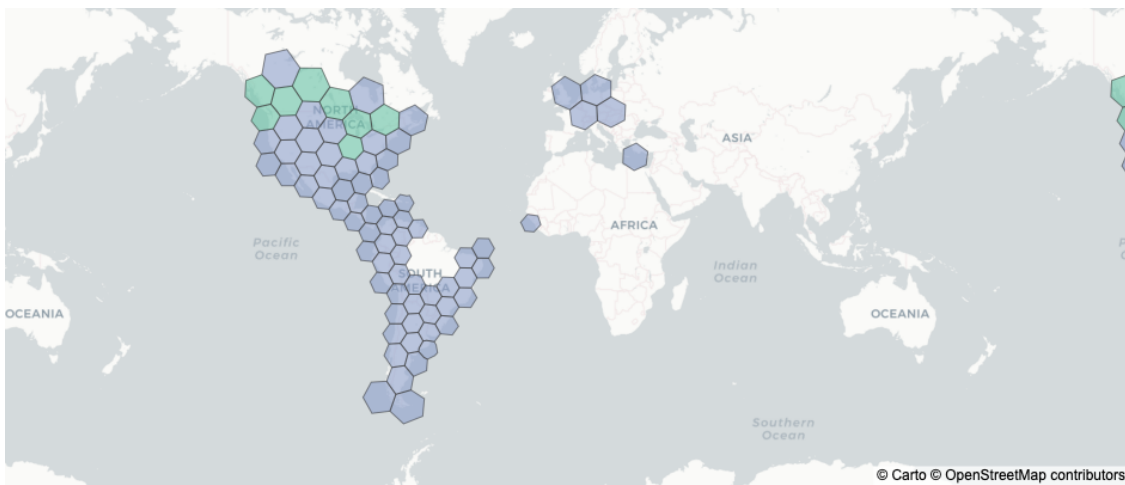 NORTH
AMERICA
ASIA
Pacific
Ocean
AFRICA
SOUTH
AMERICA
Indian
Ocean
OCEANIA
OCEANIA
Southern
Ocean
© Carto © OpenStreetMap contributors